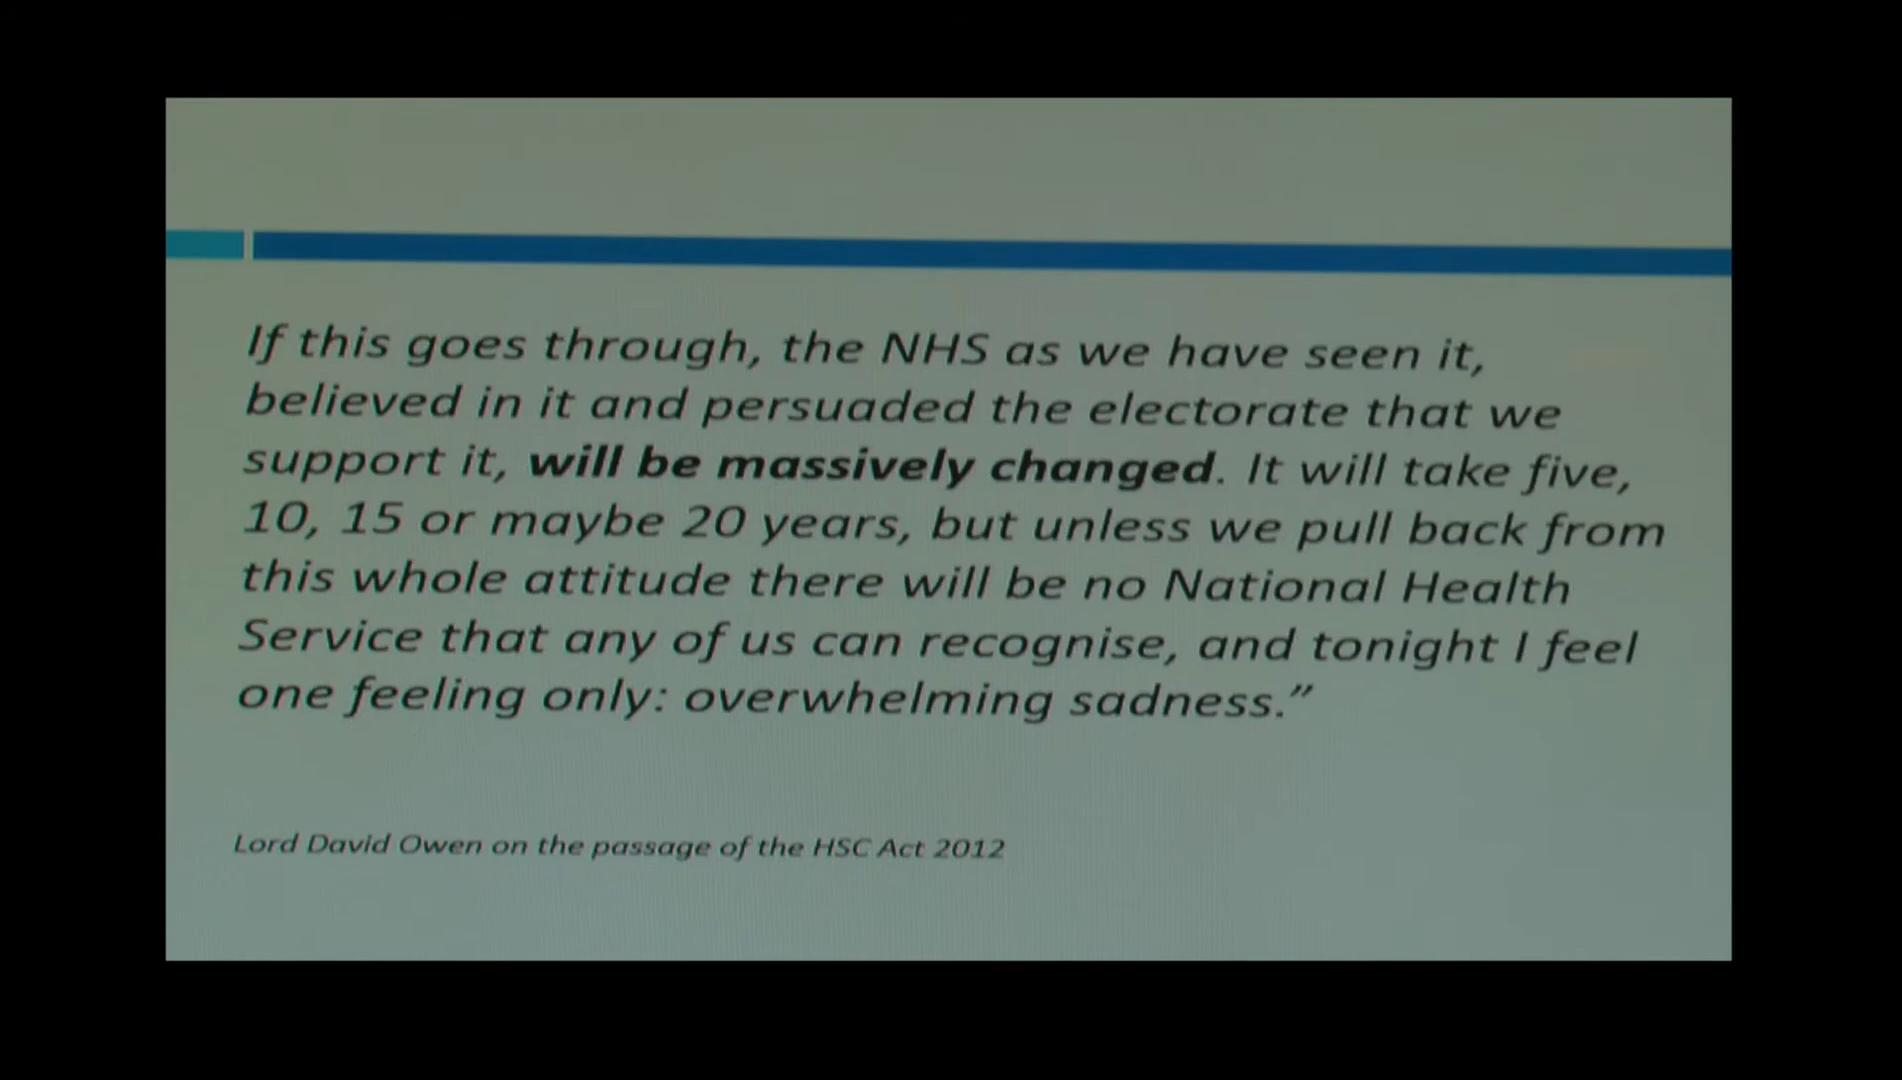 If this goes through, the NHS as we have seen it,
believed in it and persuaded the electorate that we
support it, will be massively changed. It will take five,
10, 15 or maybe 20 years, but unless we pull back from
this whole attitude there will be no National Health
Service that any of us can recognise, and tonight I feel
one feeling only: overwhelming sadness.”
Lord David Owen on the passage of the HSC Act 2012